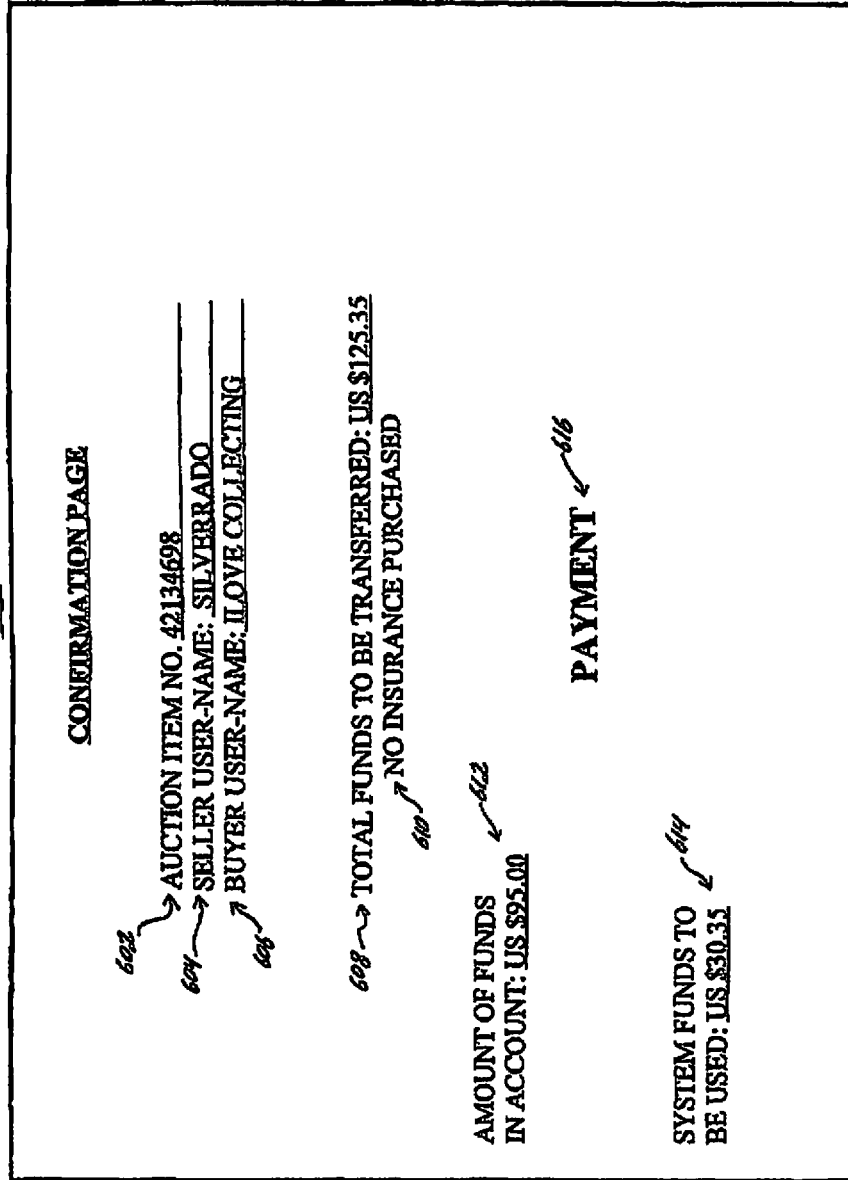 CONFIRMATION PAGE
602
AUCTION ITEM NO. 42134698
604
SELLER USER-NAME: SILVERRADO
BUYER USER-NAME: ILOVE COLLECTING
606
608
TOTAL FUNDS TO BE TRANSFERRED: US $125.35
NO INSURANCE PURCHASED
610
AMOUNT OF FUNDS
IN ACCOUNT: US $95.00
612
PAYMENT
616
SYSTEM FUNDS TO
BE USED: US $30.35
614